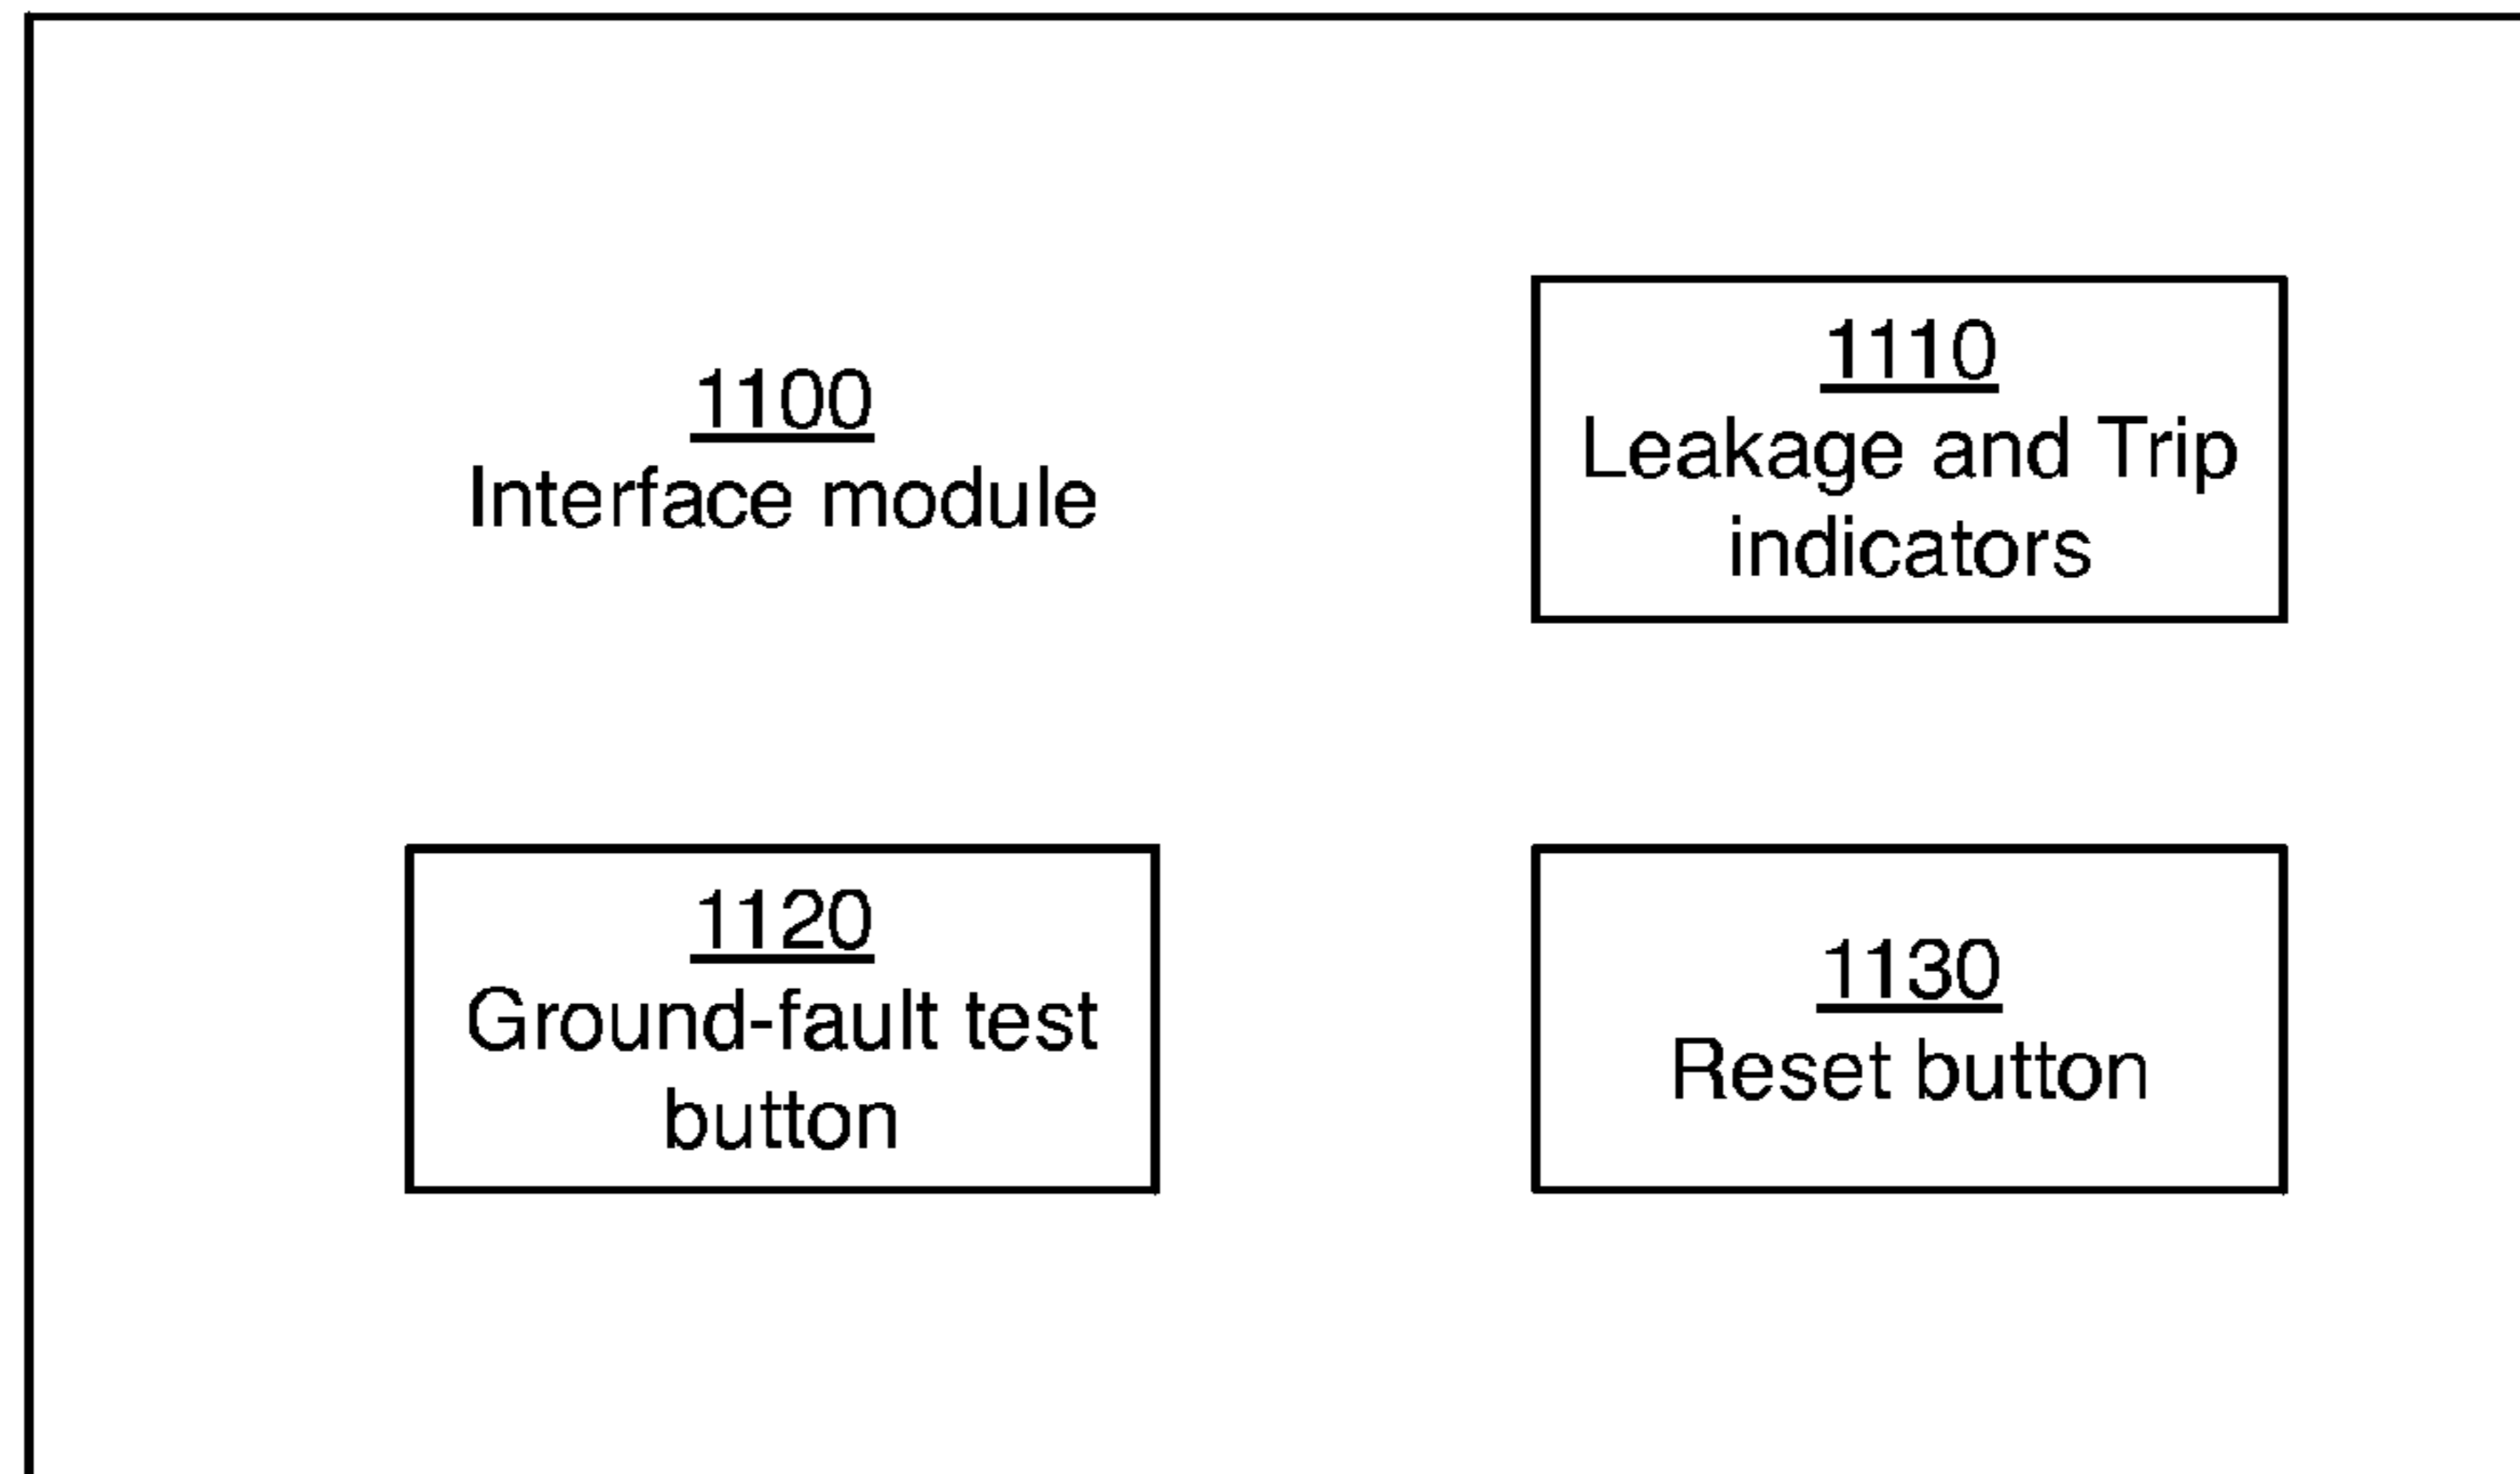 1100
Interface module
1110
Leakage and Trip
indicators
1120
Ground-fault test
button
1130
Reset button